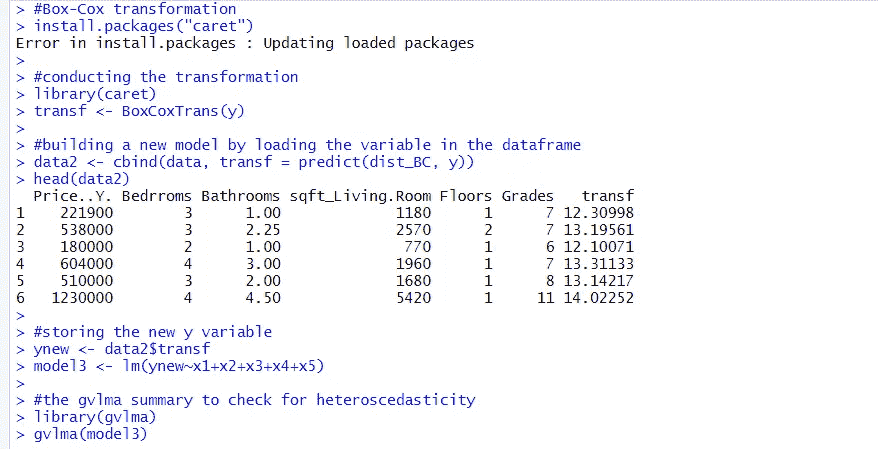 > #Box-Cox transformation
> install.packages("caret")
Error in install.packages : Updating loaded packages
>
> #conducting the transformation
> library(caret)
> transf <- BoxCoxTrans(y)
>
> #building a new model by loading the variable in the dataframe
> data2 <- cbind(data, transf = predict(dist_BC, y))
> head(data2)
  Price..Y. Bedrroms Bathrooms sqft_Living.Room Floors Grades   transf
1    221900        3      1.00             1180      1      7 12.30998
2    538000        3      2.25             2570      2      7 13.19561
3    180000        2      1.00              770      1      6 12.10071
4    604000        4      3.00             1960      1      7 13.31133
5    510000        3      2.00             1680      1      8 13.14217
6   1230000        4      4.50             5420      1     11 14.02252
>
> #storing the new y variable
> ynew <- data2$transf
> model3 <- lm(ynew~x1+x2+x3+x4+x5)
>
> #the gvlma summary to check for heteroscedasticity
> library(gvlma)
> gvlma(model3)